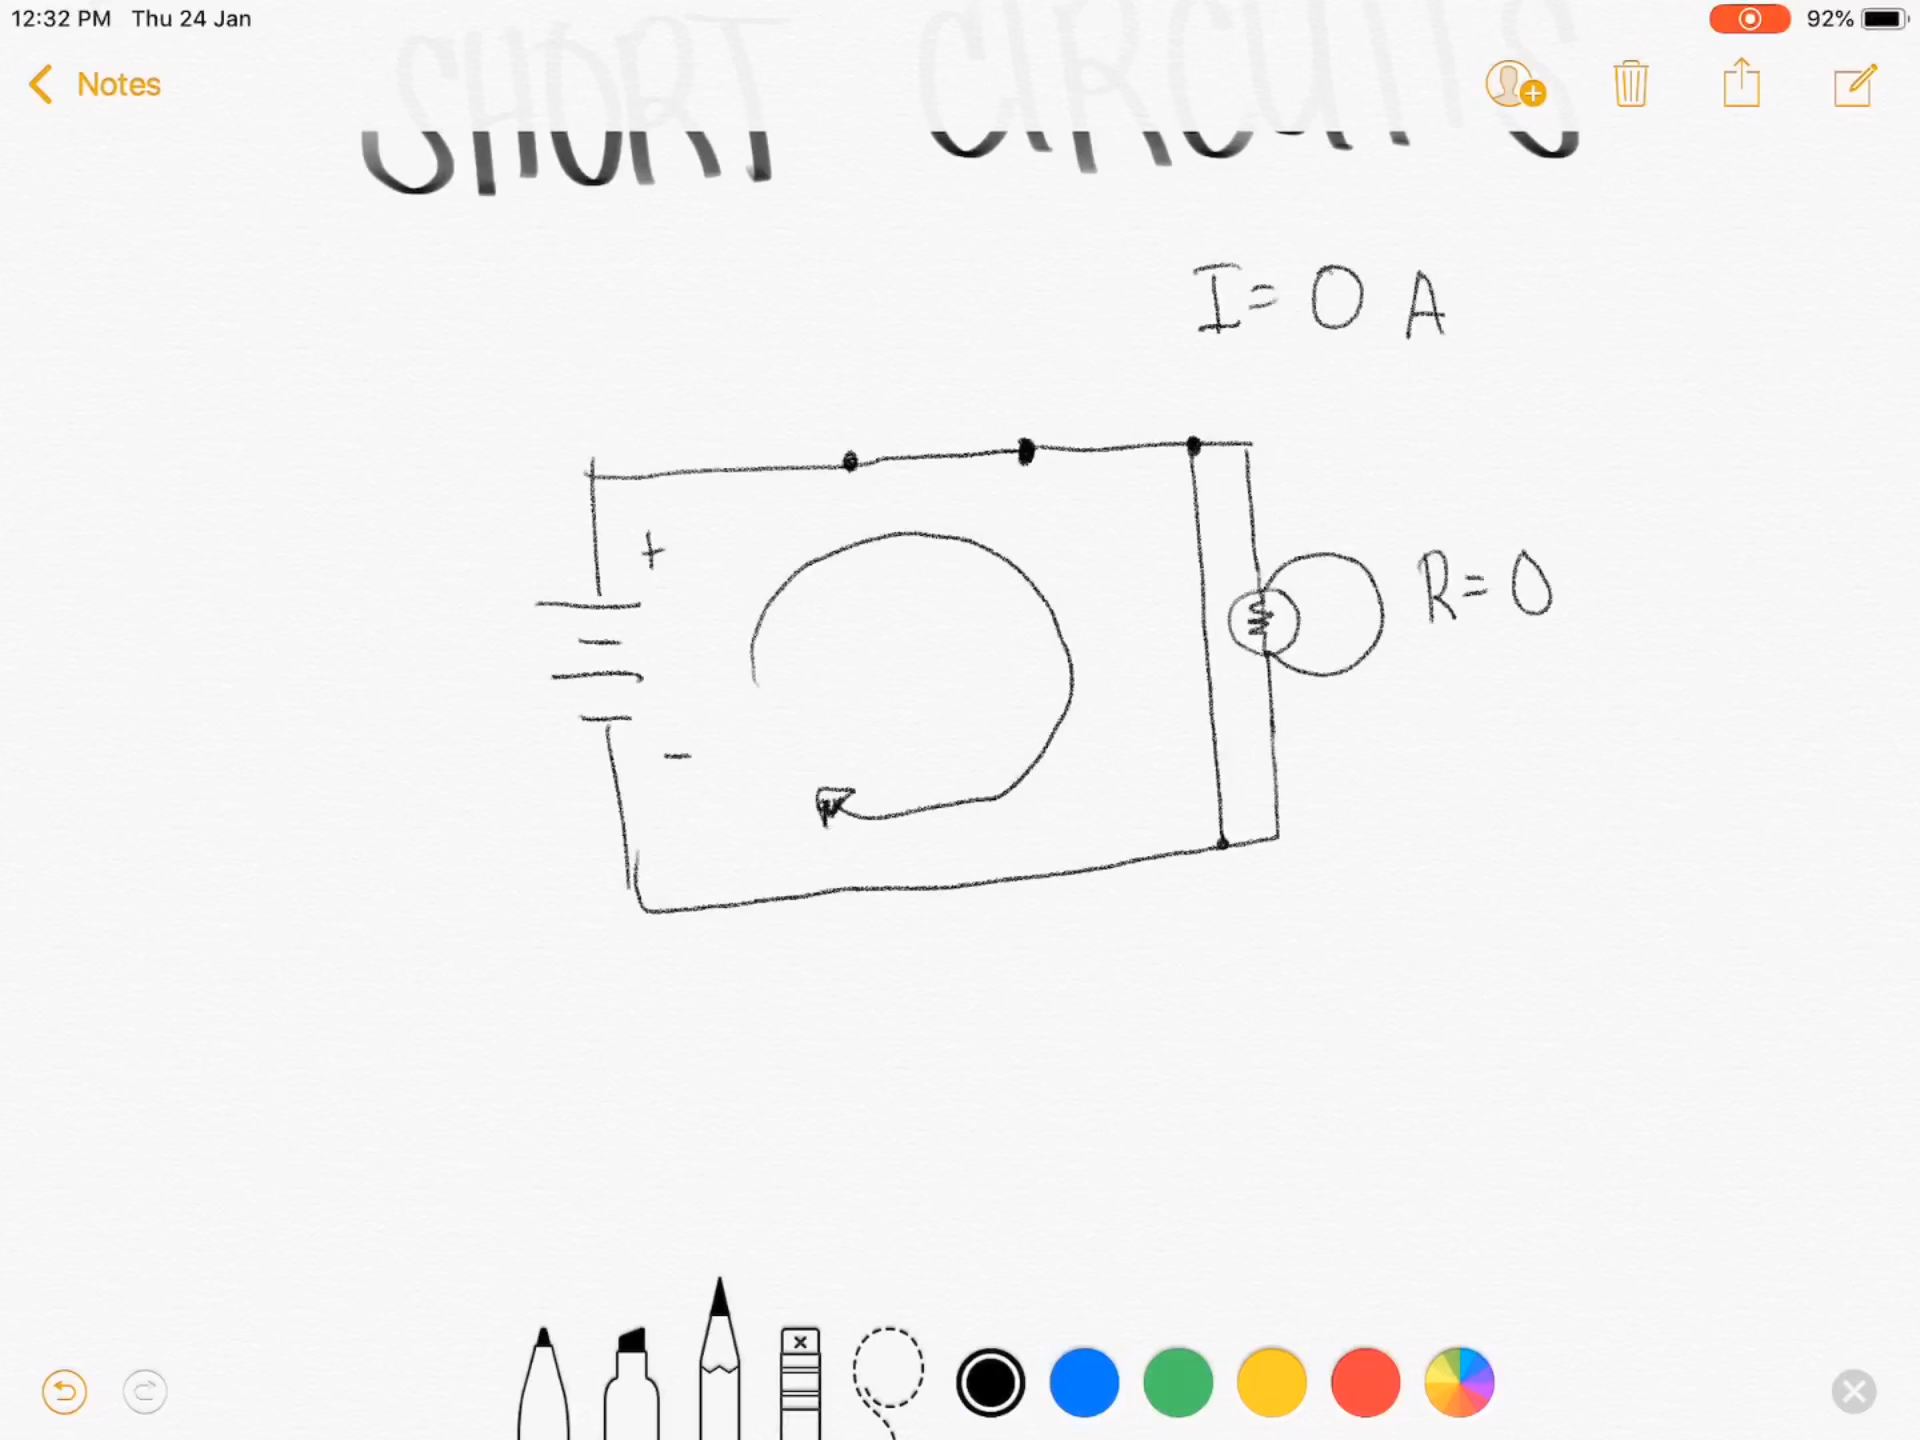 12:32 PM Thu 24 Jan
92%
Notes
SHORT CIRCUITS
I = 0 A
+
R = 0
-